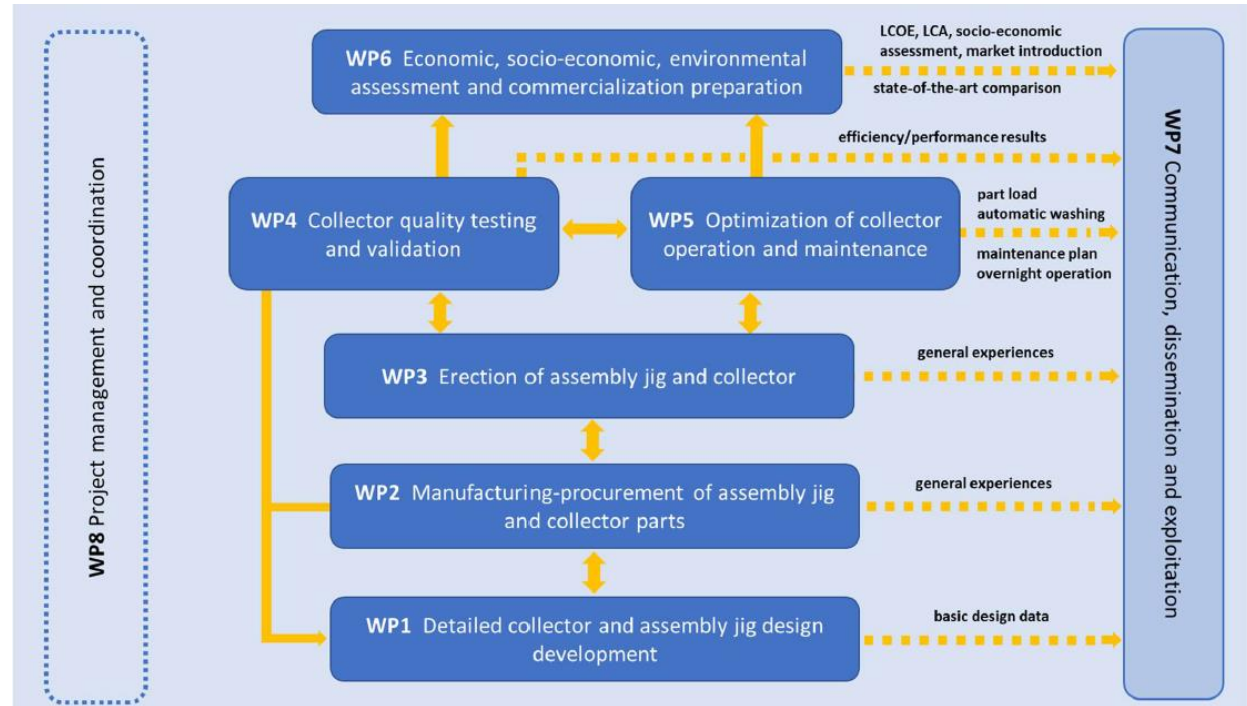 WP8 Project management and coordination
WP6 Economic, socio-economic, environmental
assessment and commercialization preparation
LCOE, LCA, socio-economic
assessment, market introduction
state-of-the-art comparison
efficiency/performance results
WP4 Collector quality testing
and validation
WP5 Optimization of collector
operation and maintenance
part load
automatic washing
maintenance plan
overnight operation
WP3 Erection of assembly jig and collector
general experiences
WP2 Manufacturing-procurement of assembly jig
and collector parts
general experiences
WP1 Detailed collector and assembly jig design
development
basic design data
WP7 Communication, dissemination and exploitation